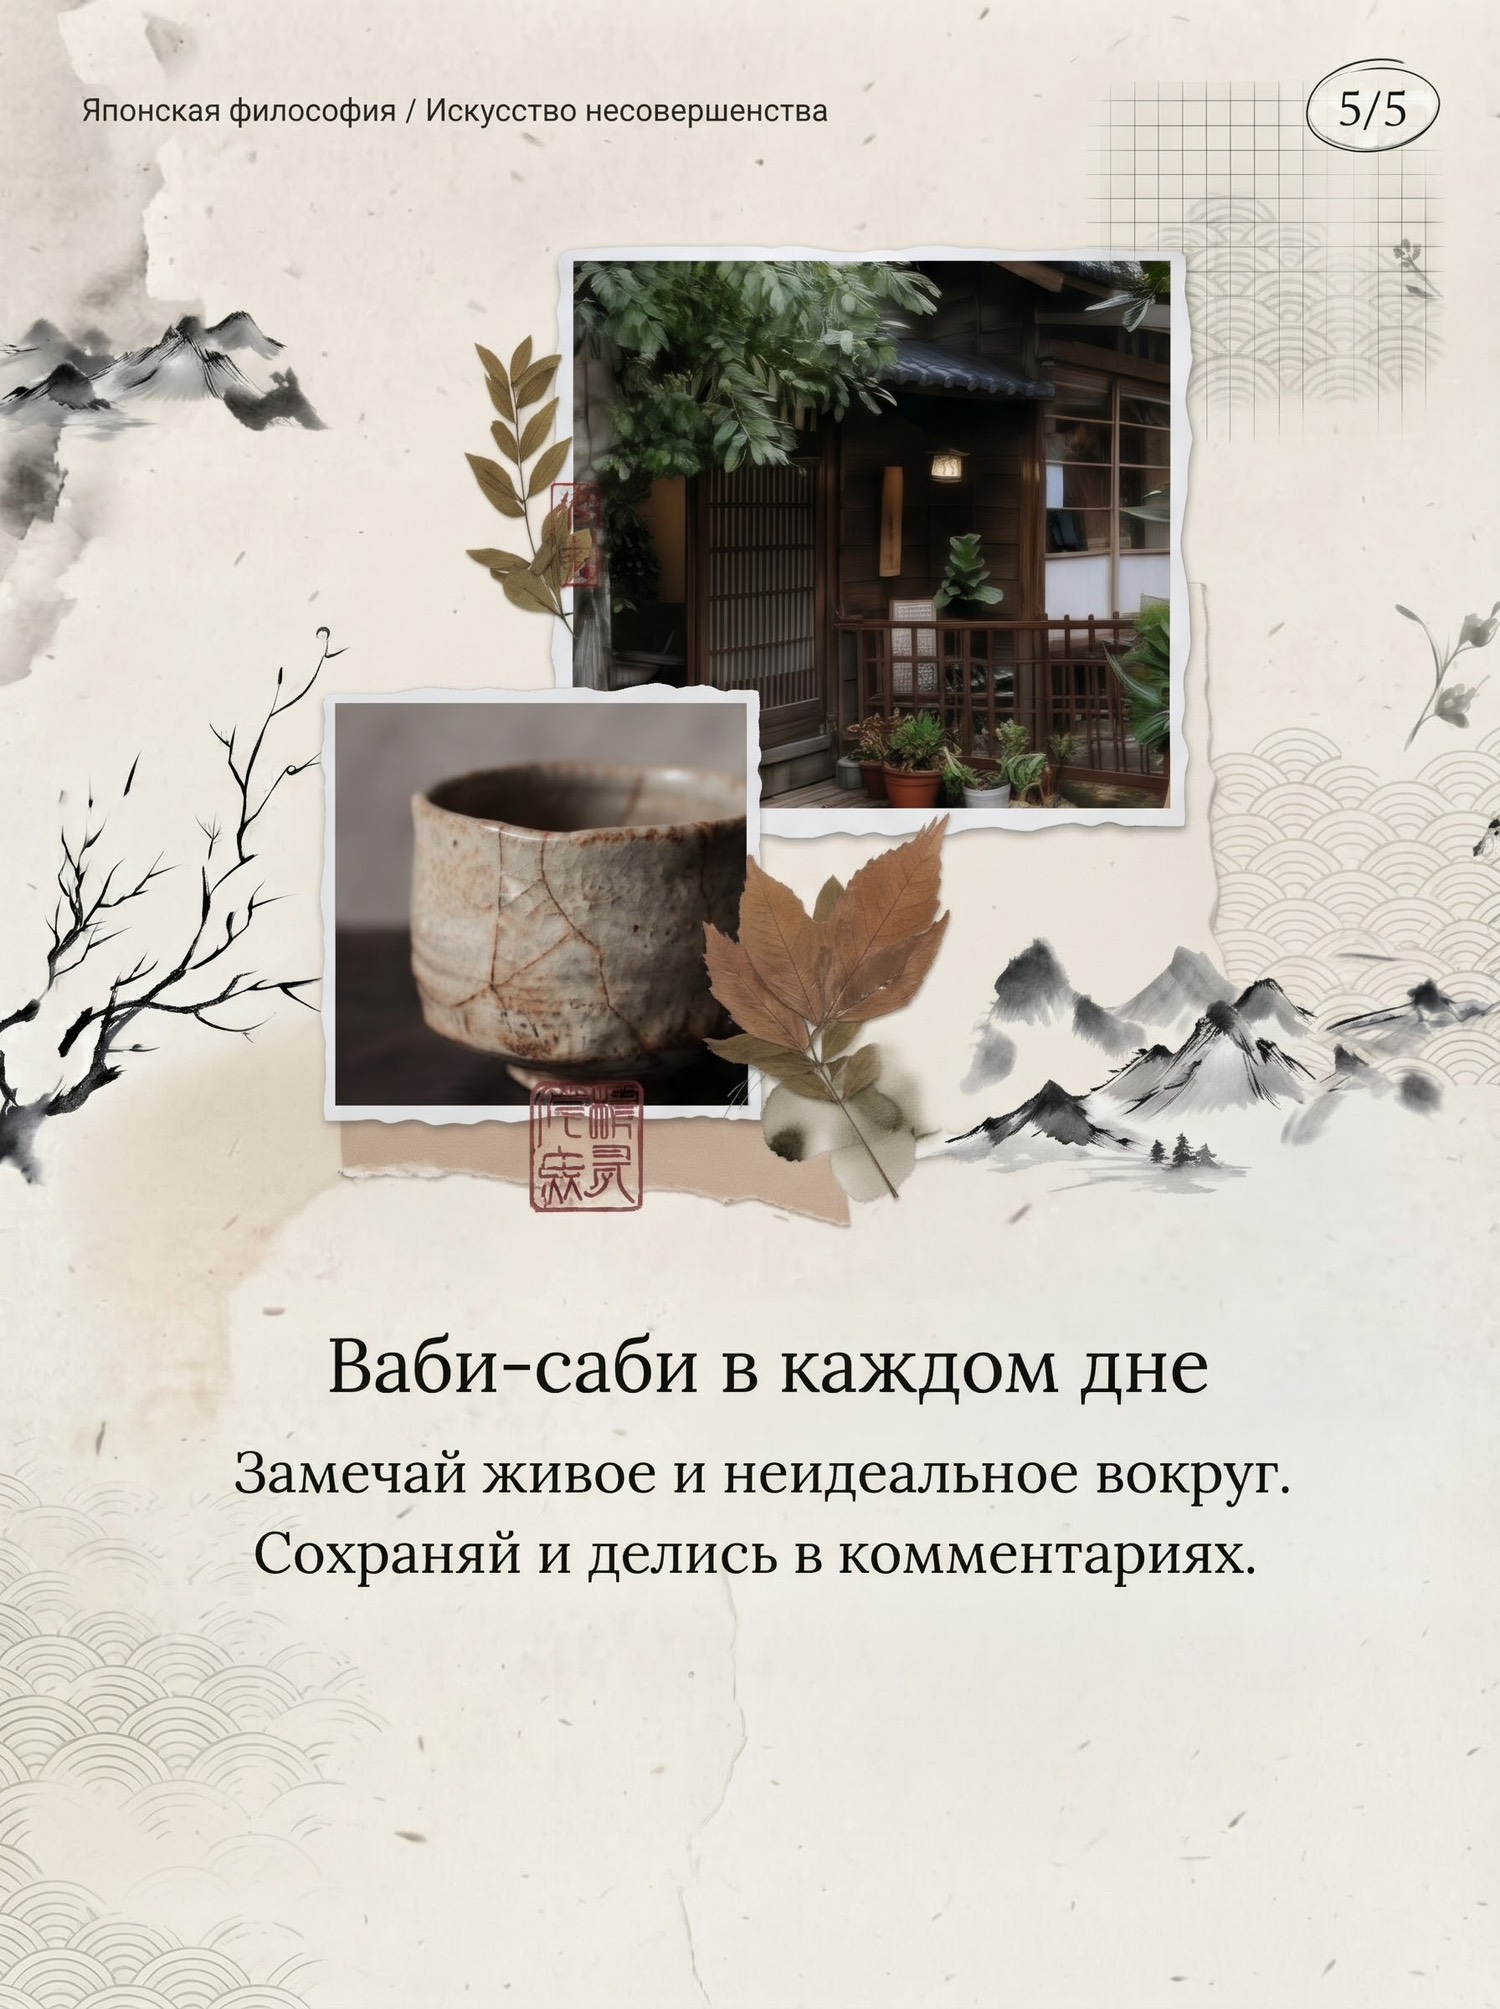 Японская философия / Искусство несовершенства
5/5
Ваби-саби в каждом дне
Замечай живое и неидеальное вокруг.
Сохраняй и делись в комментариях.